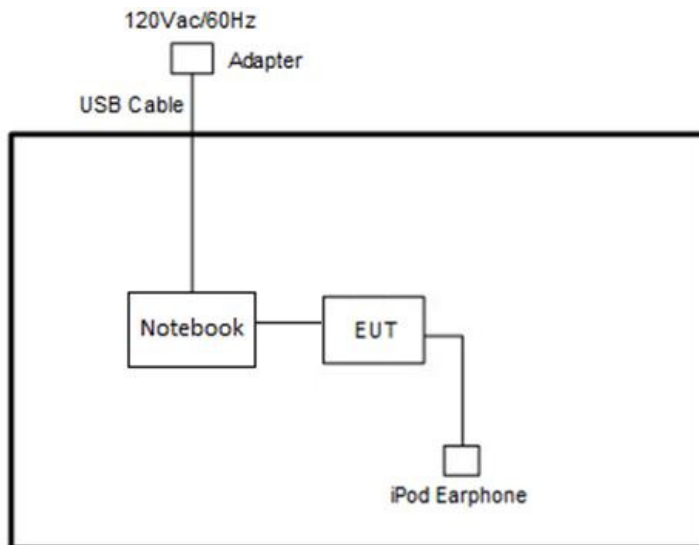 120Vac/60Hz
Adapter
USB Cable
Notebook
EUT
iPod Earphone